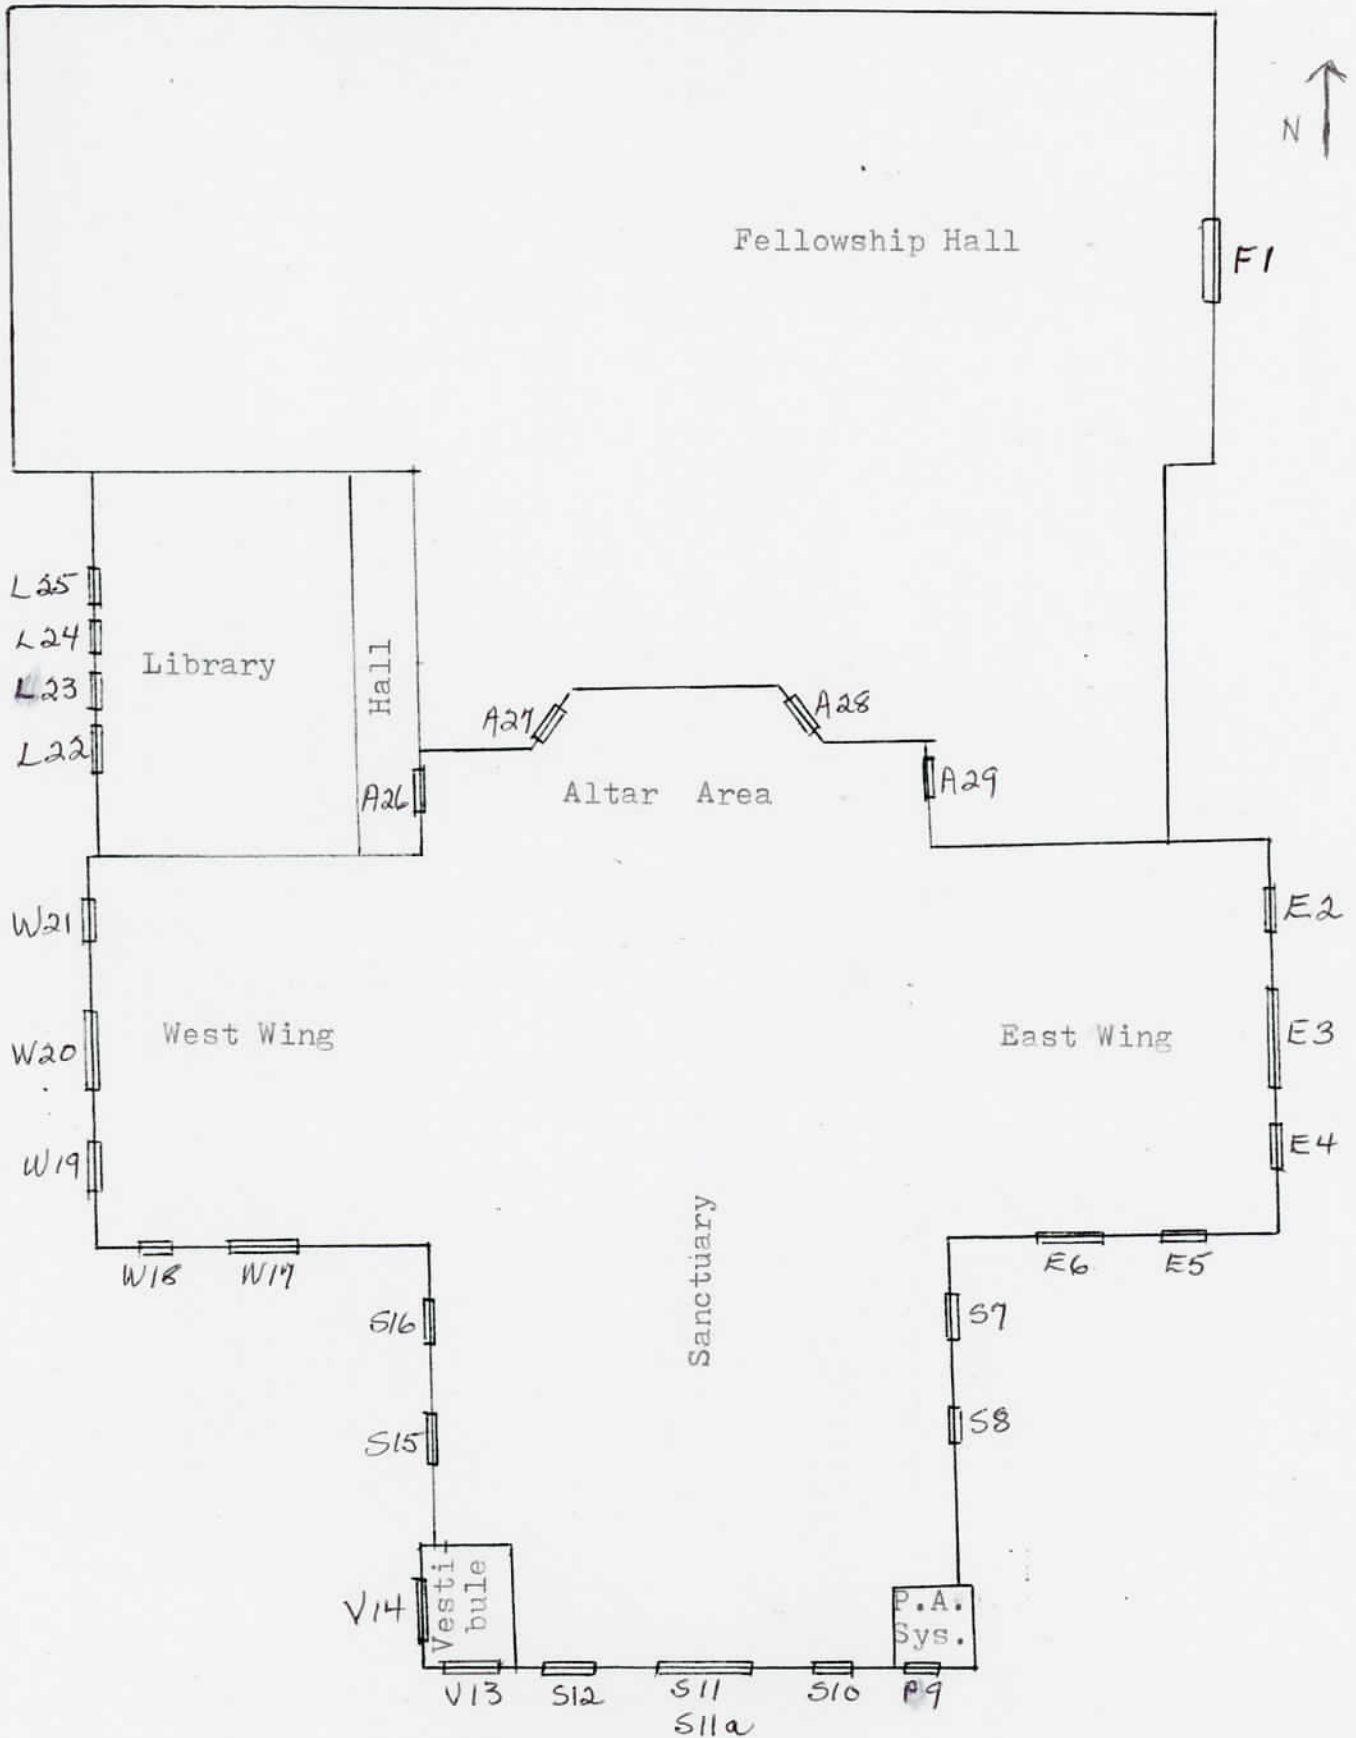 N
Fellowship Hall
F1
L25
L24
Library
Hall
L23
A27
A28
L22
A26
Altar Area
A29
W21
E2
W20
West Wing
East Wing
E3
W19
E4
Sanctuary
W18
W17
E6
E5
S16
S7
S15
S8
V14
Vesti-
bule
P.A.
Sys.
V13
S12
S11
S10
P9
S11a